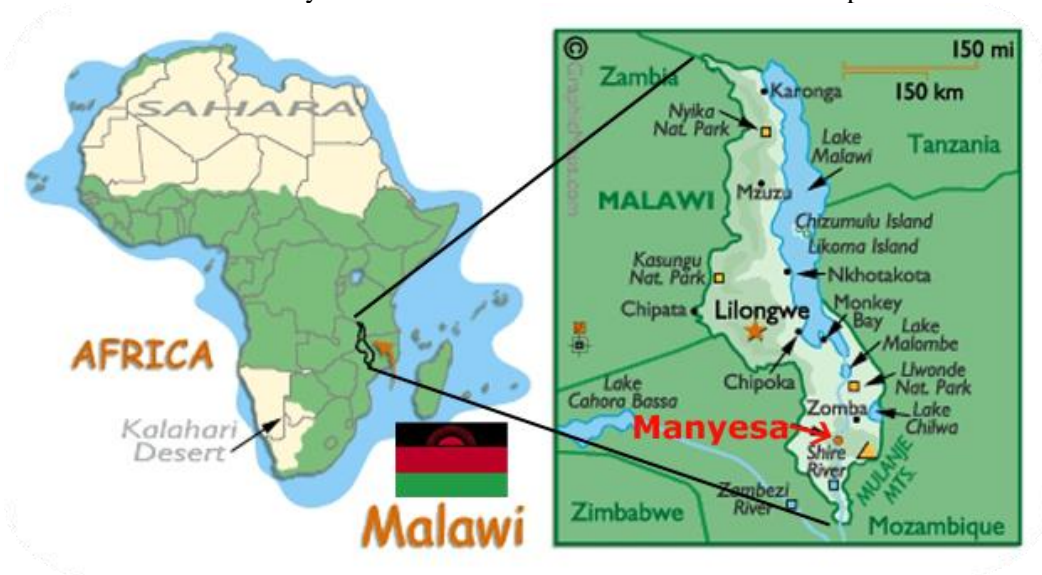 SAHARA
AFRICA
Kalahari
Desert
Malawi
©
150 mi
150 km
Zambia
Karonga
Nyika
Nat. Park
Lake
Malawi
Tanzania
MALAWI
Mzuzu
Chizumulu Island
Likoma Island
Kasungu
Nat. Park
Nkhotakota
Chipata
Lilongwe
Monkey
Bay
Lake
Malombe
Chipoka
Llwonde
Nat. Park
Lake
Cahora Bassa
Zomba
Lake
Chilwa
Manyesa
Shire
River
MULANJE
MTS.
Zambezi
River
Zimbabwe
Mozambique